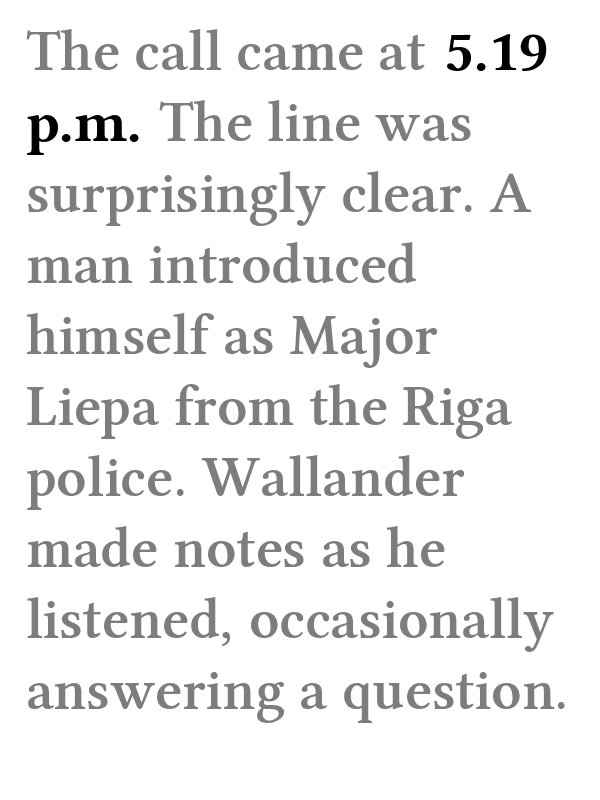 The call came at 5.19
p.m. The line was
surprisingly clear. A
man introduced
himself as Major
Liepa from the Riga
police. Wallander
made notes as he
listened, occasionally
answering a question.